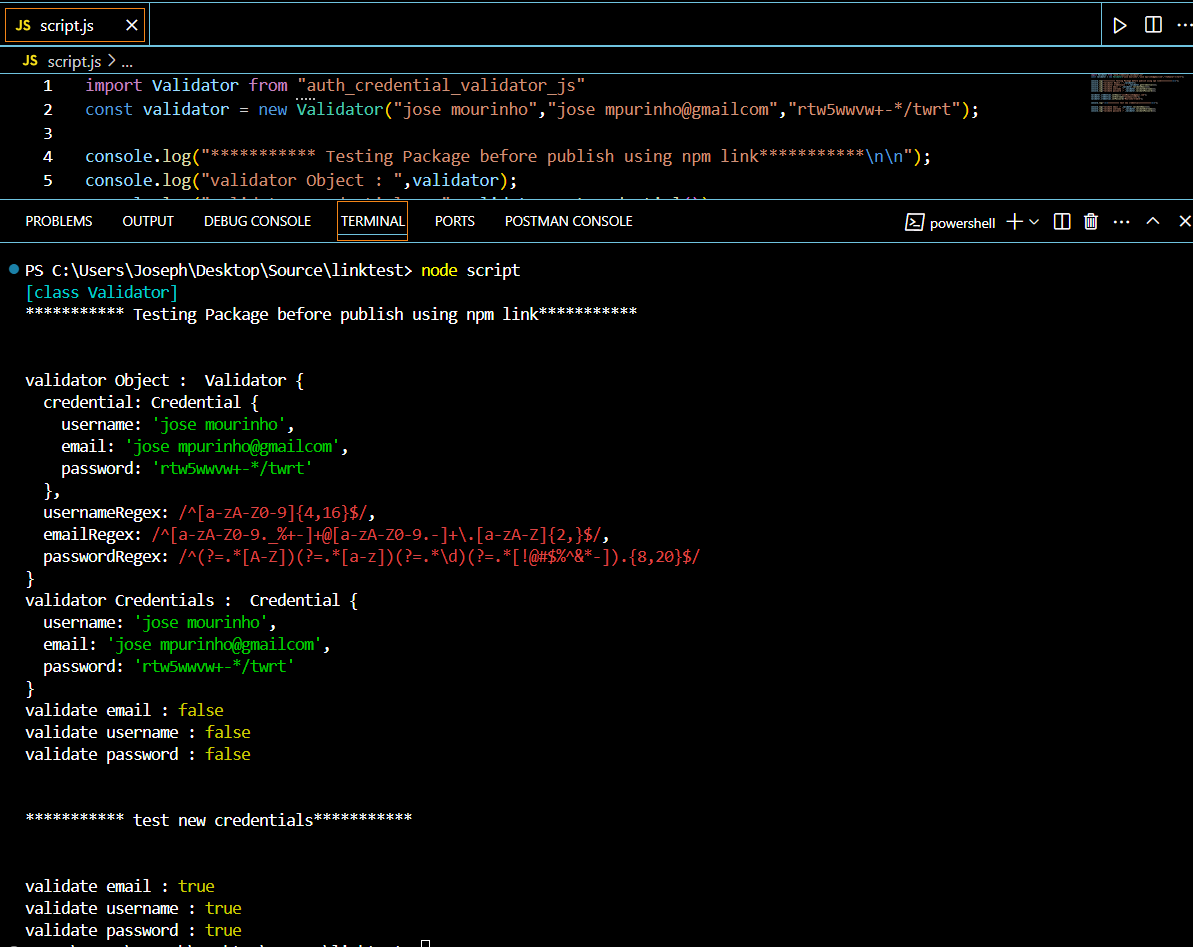 JS script.js
JS script.js > ...
1 import Validator from "auth_credential_validator_js"
2 const validator = new Validator("jose mourinho","jose mpurinho@gmailcom","rtw5wwvw+-*/twrt");
3
4 console.log("*********** Testing Package before publish using npm link***********\n\n");
5 console.log("validator Object : ",validator);
PROBLEMS OUTPUT DEBUG CONSOLE TERMINAL PORTS POSTMAN CONSOLE powershell
PS C:\Users\Joseph\Desktop\Source\linktest> node script
[class Validator]
*********** Testing Package before publish using npm link***********
validator Object :  Validator {
  credential: Credential {
    username: 'jose mourinho',
    email: 'jose mpurinho@gmailcom',
    password: 'rtw5wwvw+-*/twrt'
  },
  usernameRegex: /^[a-zA-Z0-9]{4,16}$/,
  emailRegex: /^[a-zA-Z0-9._%+-]+@[a-zA-Z0-9.-]+\.[a-zA-Z]{2,}$/,
  passwordRegex: /^(?=.*[A-Z])(?=.*[a-z])(?=.*\d)(?=.*[!@#$%^&*-]).{8,20}$/
}
validator Credentials :  Credential {
  username: 'jose mourinho',
  email: 'jose mpurinho@gmailcom',
  password: 'rtw5wwvw+-*/twrt'
}
validate email : false
validate username : false
validate password : false
*********** test new credentials***********
validate email : true
validate username : true
validate password : true